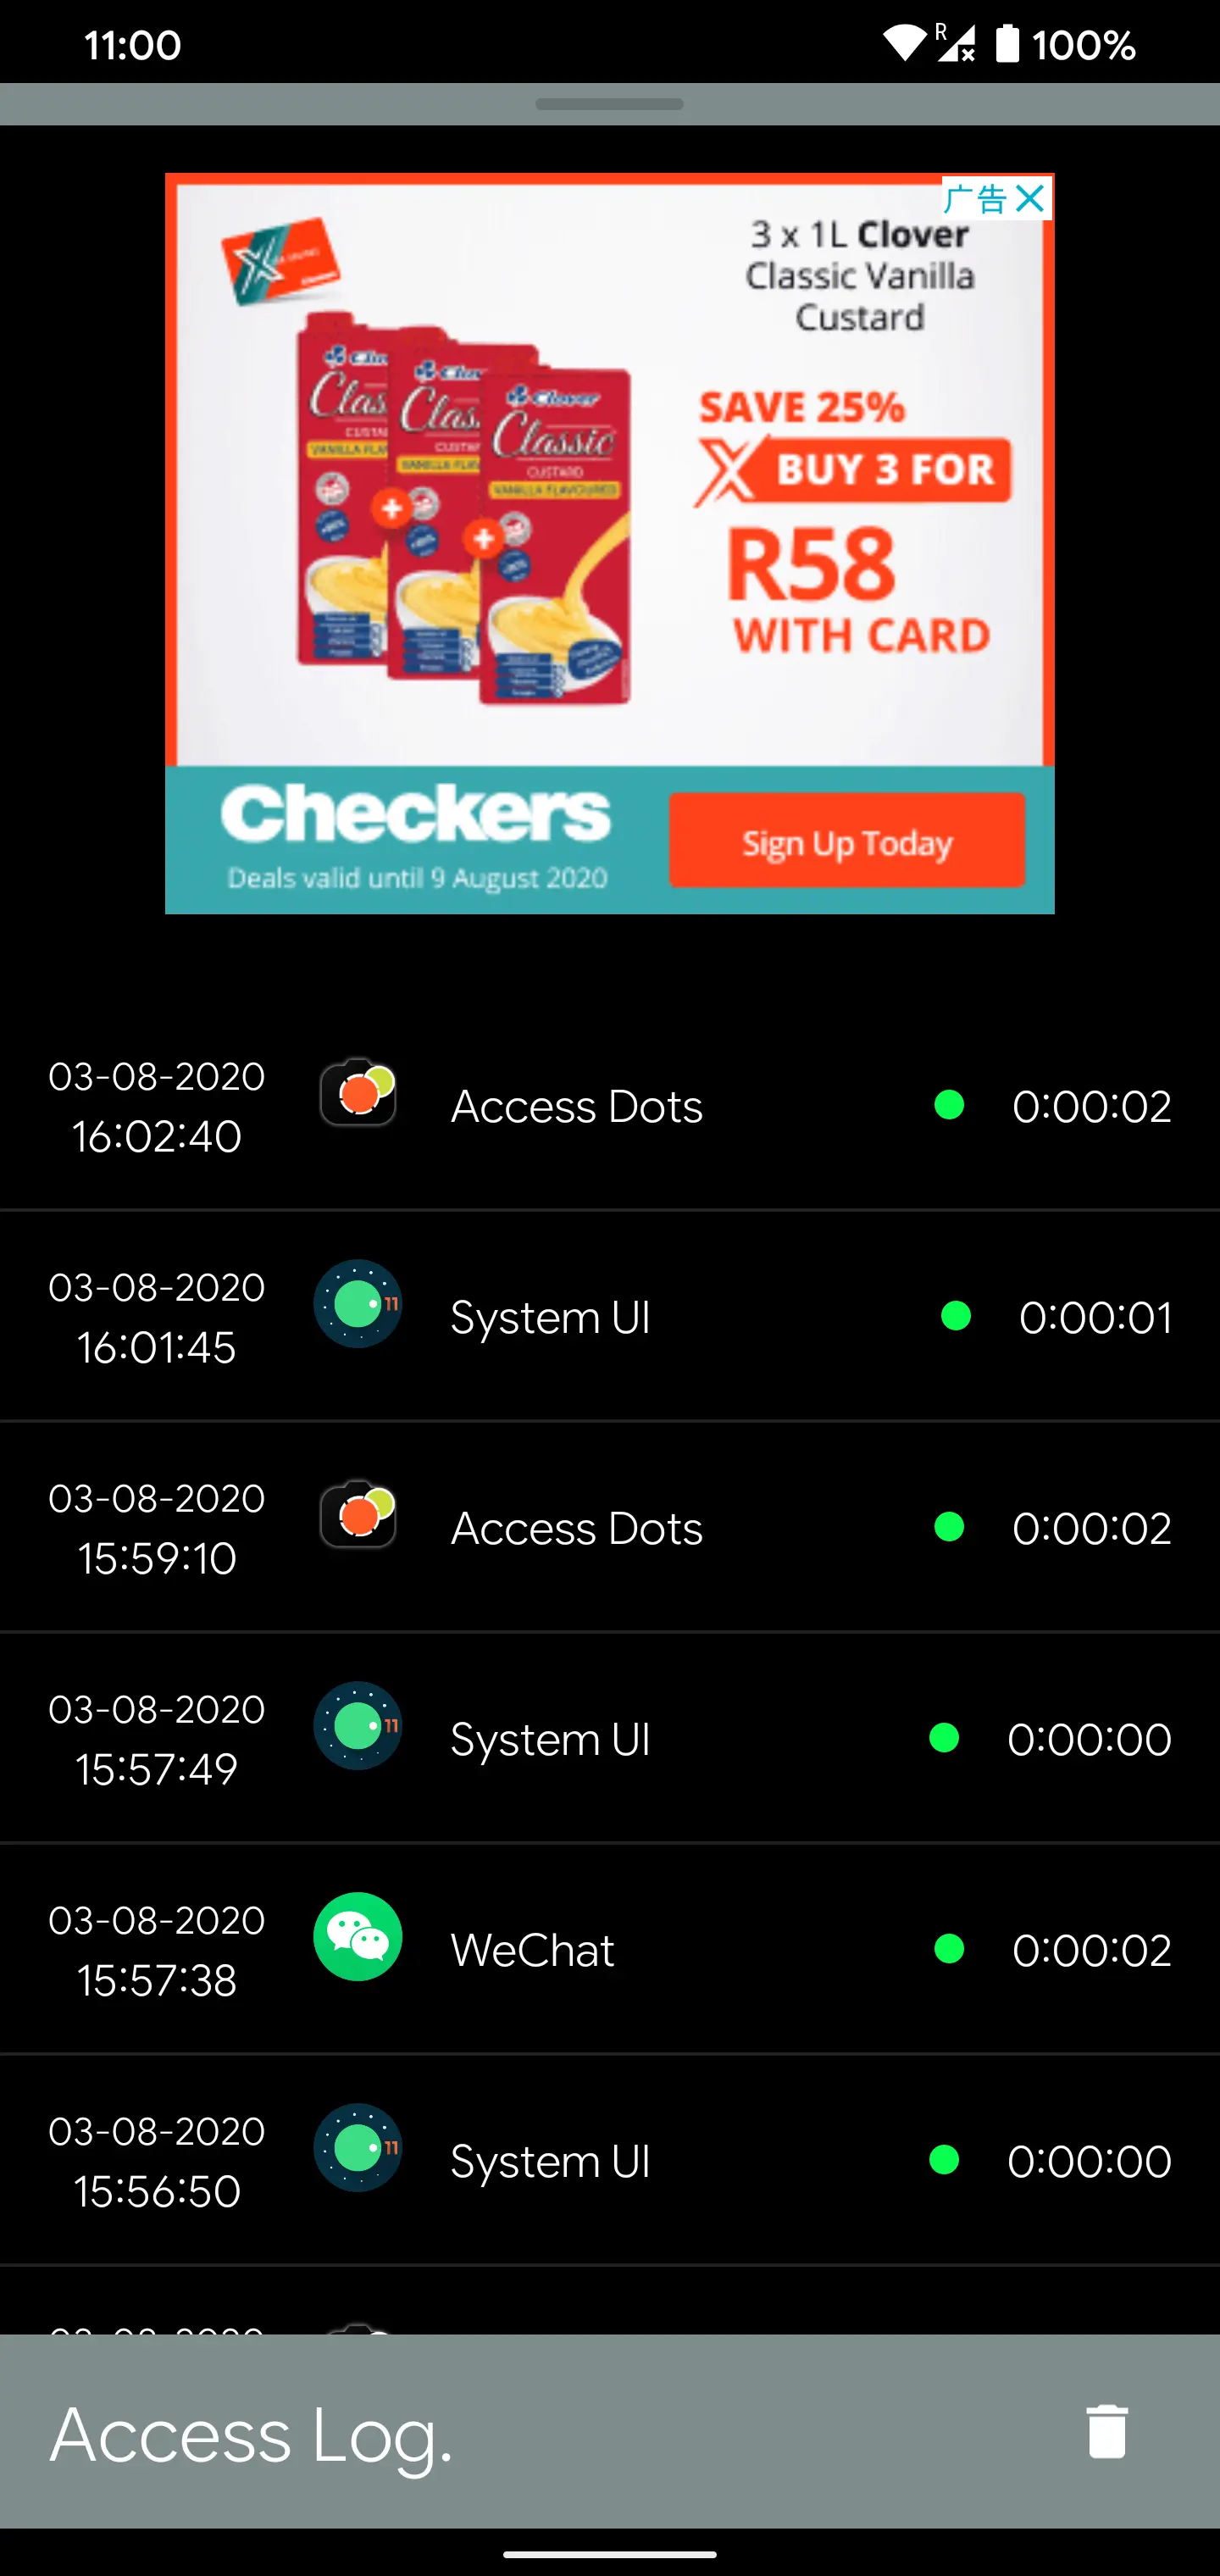 11:00
R
100%
广告
3 x 1L Clover
Classic Vanilla
Custard
Clover
Classic
CUSTARD
VANILLA FLAVOURED
SAVE 25%
X BUY 3 FOR
R58
WITH CARD
Checkers
Deals valid until 9 August 2020
Sign Up Today
03-08-2020
16:02:40
Access Dots
0:00:02
03-08-2020
16:01:45
11
System UI
0:00:01
03-08-2020
15:59:10
Access Dots
0:00:02
03-08-2020
15:57:49
11
System UI
0:00:00
03-08-2020
15:57:38
WeChat
0:00:02
03-08-2020
15:56:50
11
System UI
0:00:00
Access Log.